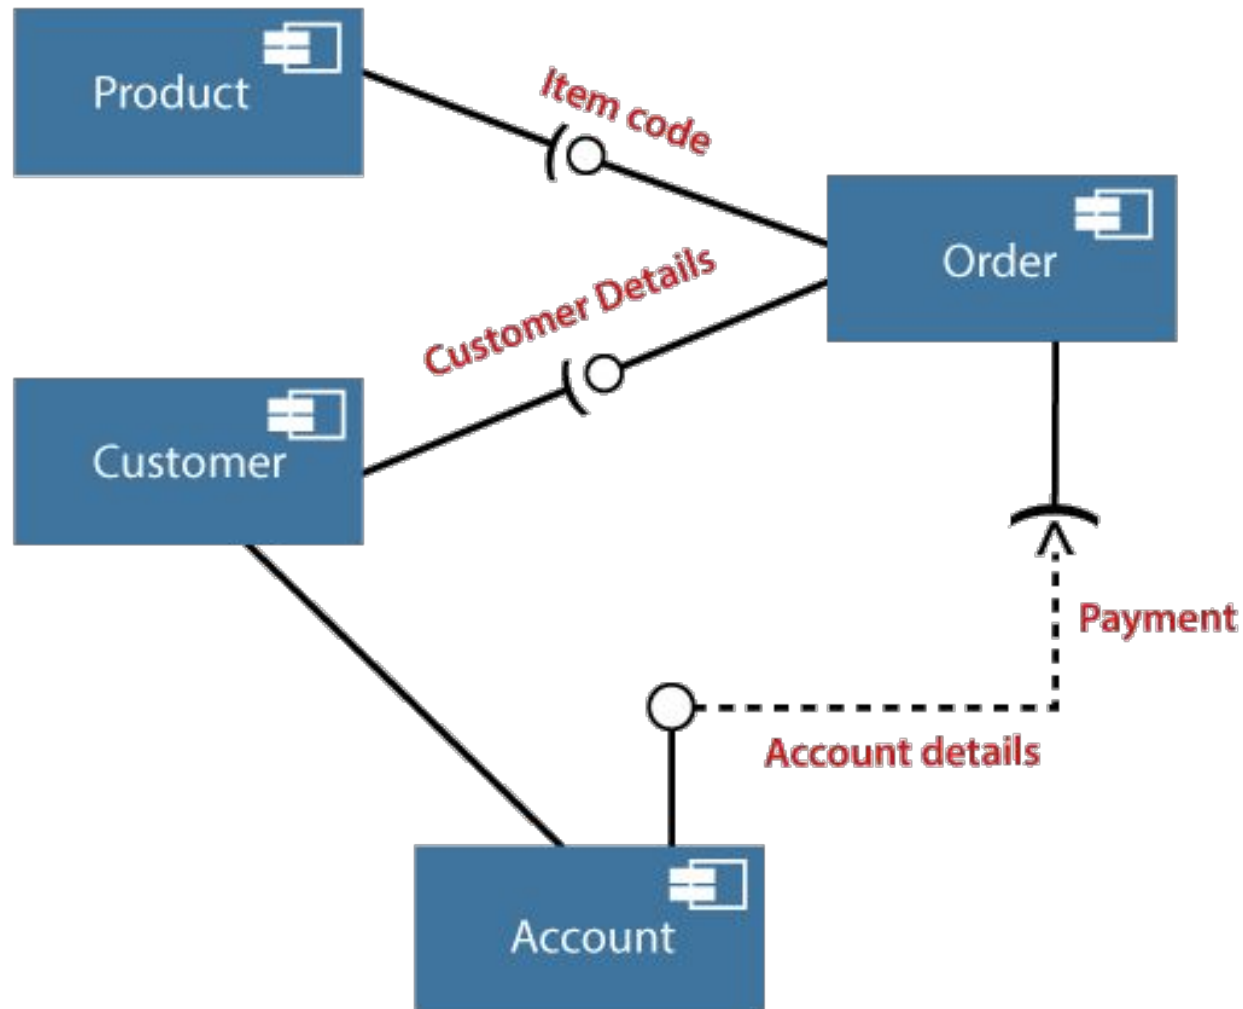 Product
Item code
Order
Customer Details
Customer
Payment
Account details
Account